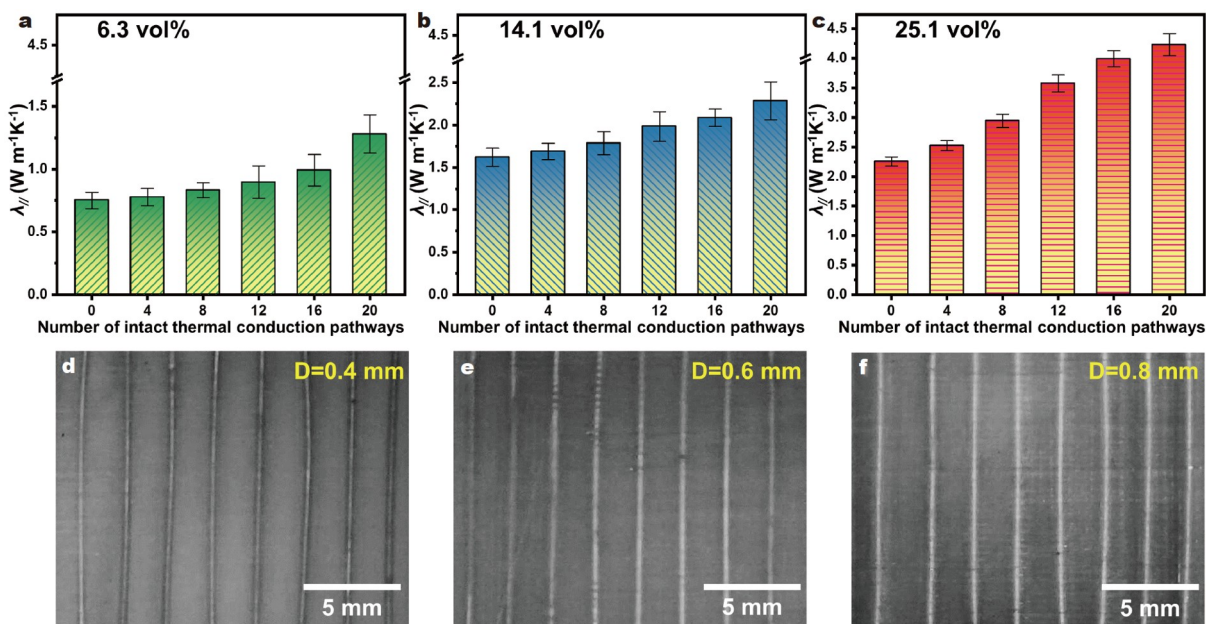 a
6.3 vol%
4.5
1.5
1.0
0.5
0.0
λ// (W m⁻¹K⁻¹)
0 4 8 12 16 20
Number of intact thermal conduction pathways
b
14.1 vol%
4.5
2.5
2.0
1.5
1.0
0.5
0.0
λ// (W m⁻¹K⁻¹)
0 4 8 12 16 20
Number of intact thermal conduction pathways
c
25.1 vol%
4.5
4.0
3.5
3.0
2.5
2.0
1.5
1.0
0.5
0.0
λ// (W m⁻¹K⁻¹)
0 4 8 12 16 20
Number of intact thermal conduction pathways
d
D=0.4 mm
5 mm
e
D=0.6 mm
5 mm
f
D=0.8 mm
5 mm